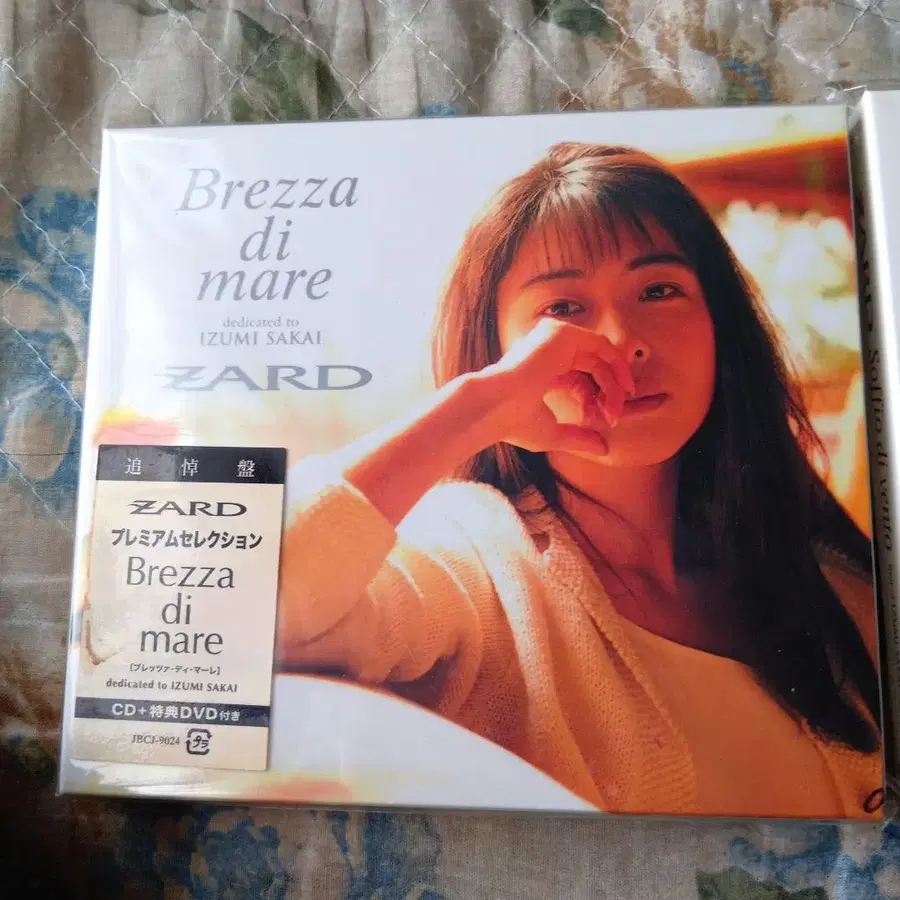 Brezza
di
mare
dedicated to
IZUMI SAKAI
ZARD
追悼盤
ZARD
プレミアムセレクション
Brezza
di
mare
[ブレッツァ・ディ・マーレ]
dedicated to IZUMI SAKAI
CD+特典DVD付き
JBCJ-9024 プラ
ZARD Soffio di vento